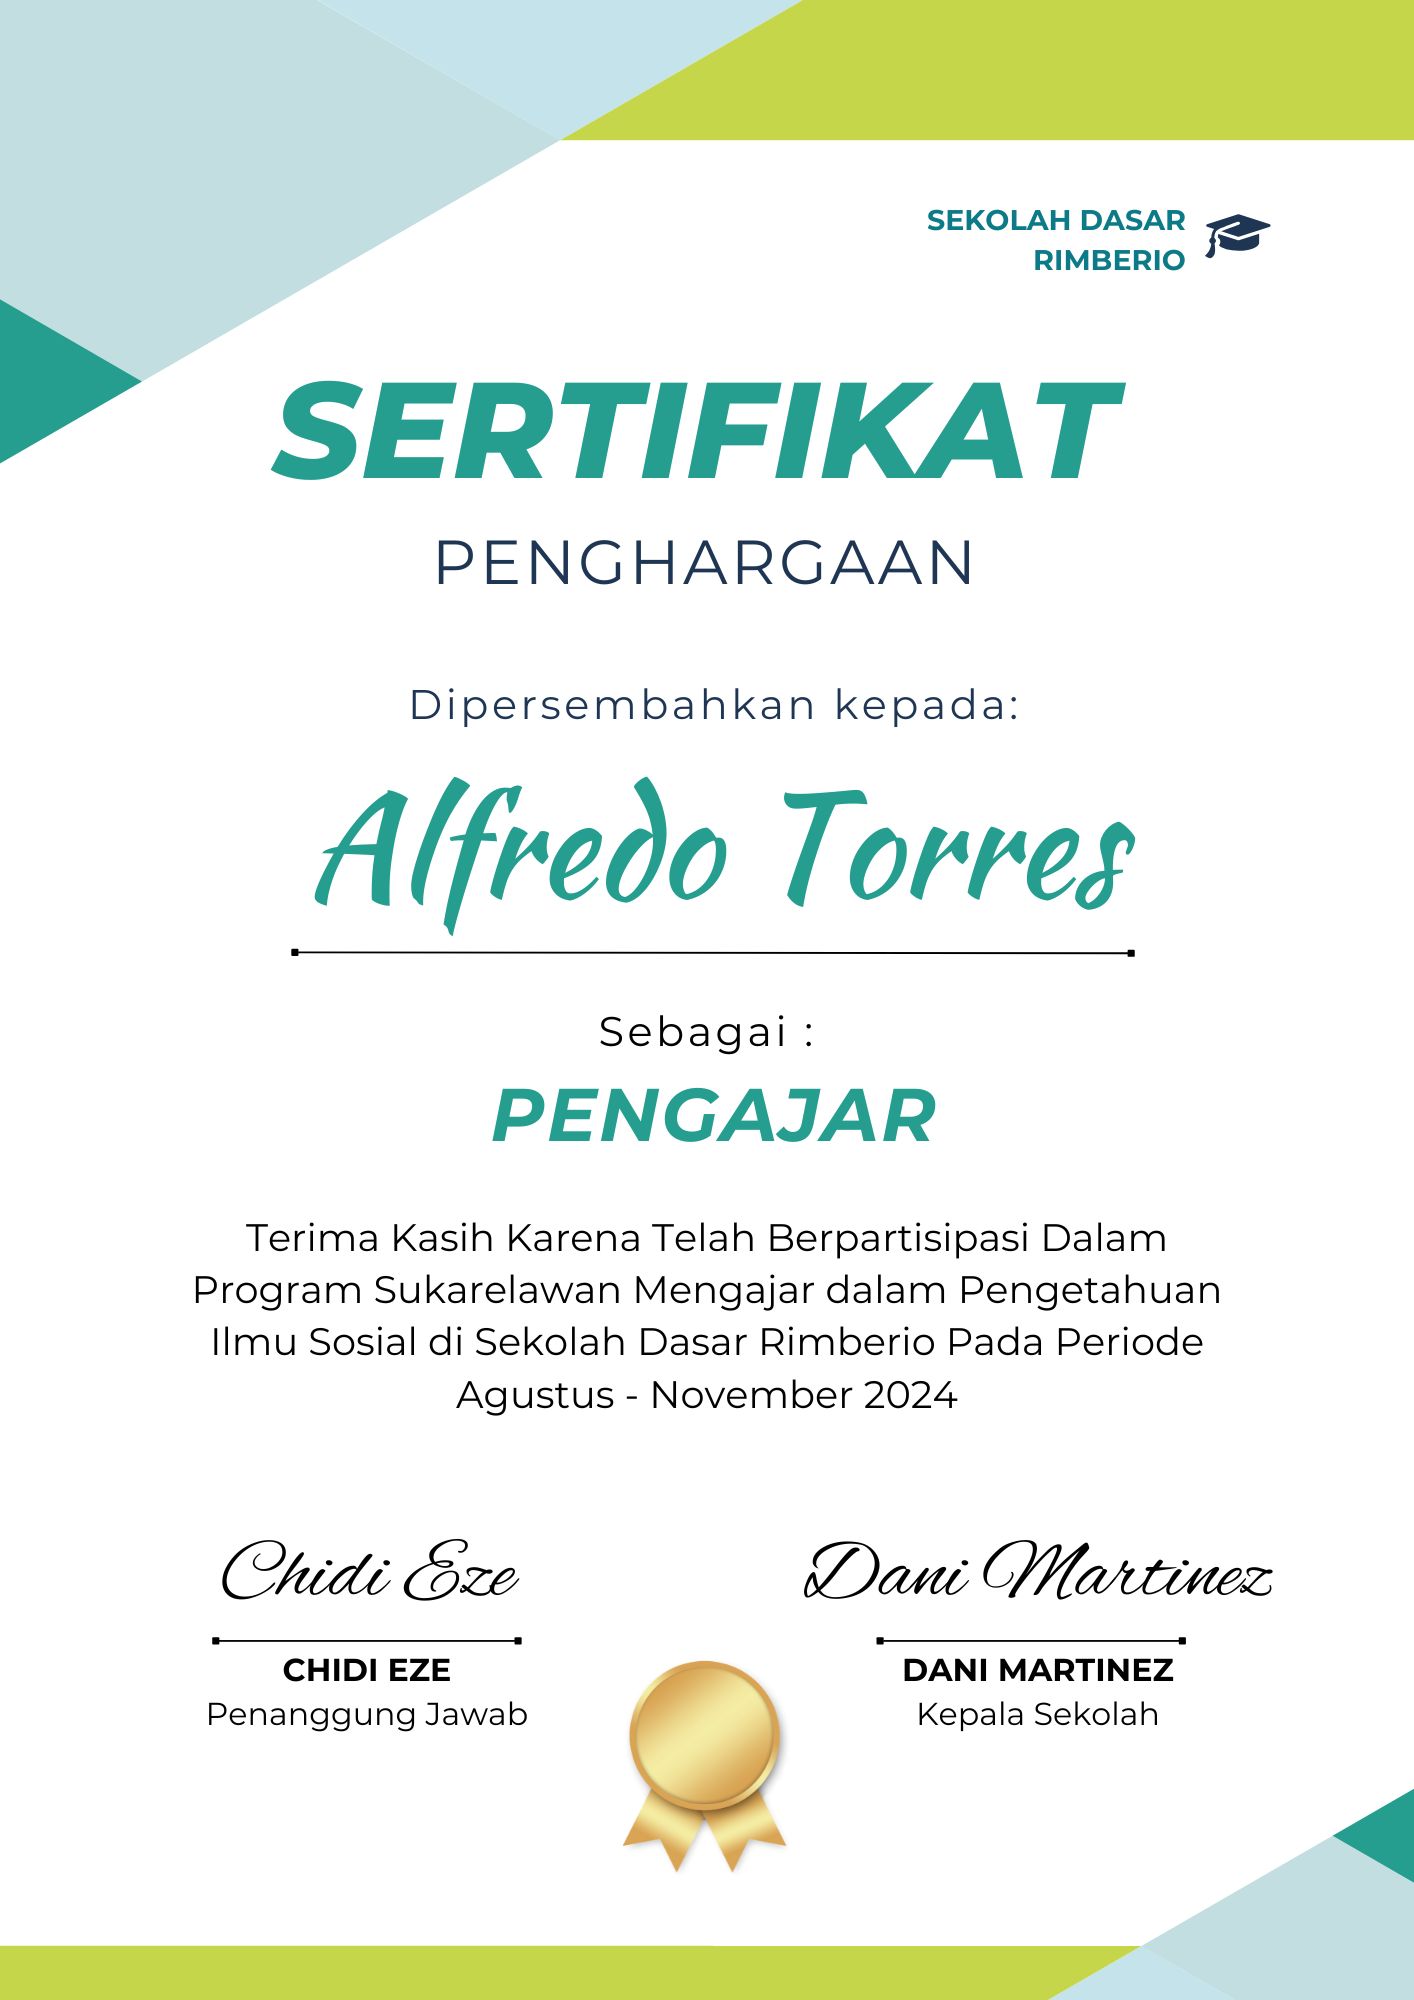 SEKOLAH DASAR
RIMBERIO
SERTIFIKAT
PENGHARGAAN
Dipersembahkan kepada:
Alfredo Torres
Sebagai :
PENGAJAR
Terima Kasih Karena Telah Berpartisipasi Dalam
Program Sukarelawan Mengajar dalam Pengetahuan
Ilmu Sosial di Sekolah Dasar Rimberio Pada Periode
Agustus - November 2024
Chidi Eze
CHIDI EZE
Penanggung Jawab
Dani Martinez
DANI MARTINEZ
Kepala Sekolah